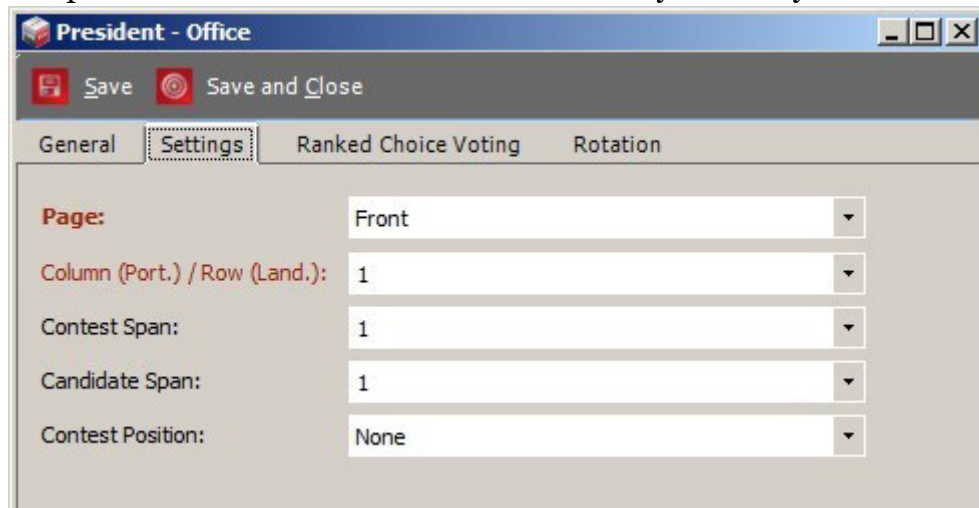 President - Office
Save Save and Close
General Settings Ranked Choice Voting Rotation
Page: Front
Column (Port.) / Row (Land.): 1
Contest Span: 1
Candidate Span: 1
Contest Position: None